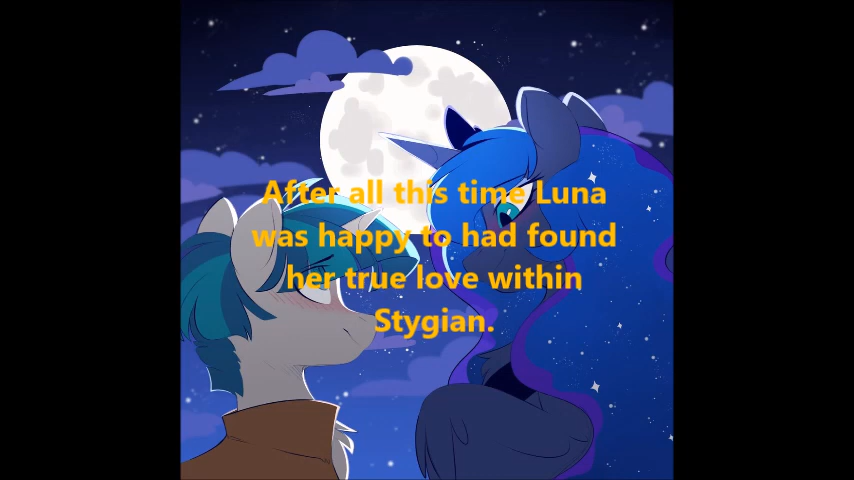 After all this time Luna
was happy to had found
her true love within
Stygian.